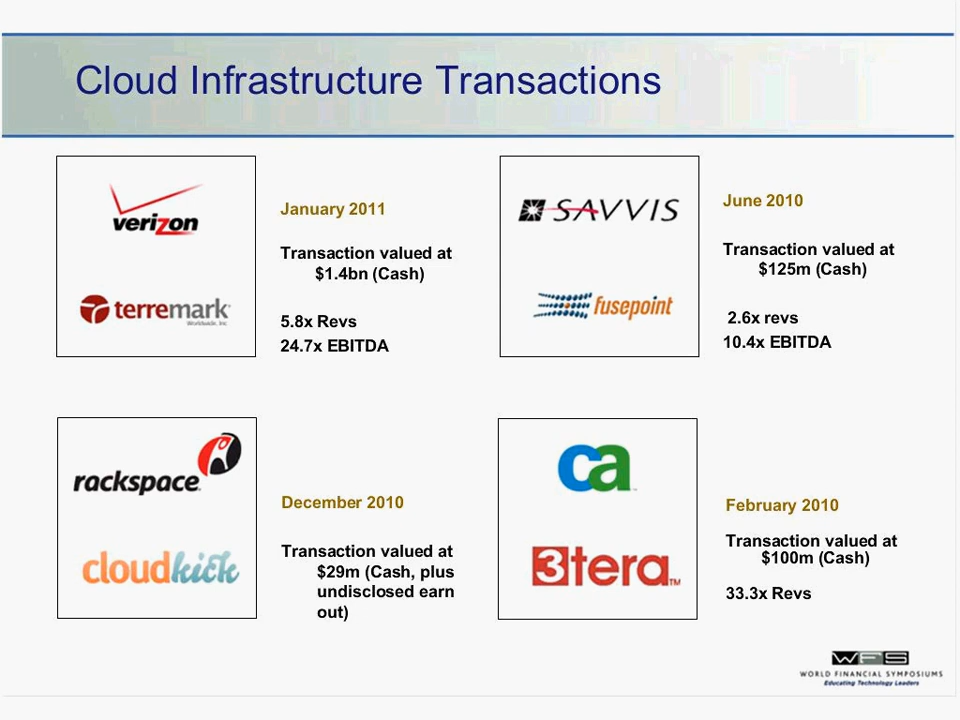 Cloud Infrastructure Transactions
verizon
terremark
Worldwide, Inc
January 2011
Transaction valued at
$1.4bn (Cash)
5.8x Revs
24.7x EBITDA
SAVVIS
fusepoint
June 2010
Transaction valued at
$125m (Cash)
2.6x revs
10.4x EBITDA
rackspace
cloudkick
December 2010
Transaction valued at
$29m (Cash, plus
undisclosed earn
out)
ca
3tera™
February 2010
Transaction valued at
$100m (Cash)
33.3x Revs
WFS
WORLD FINANCIAL SYMPOSIUMS
Educating Technology Leaders